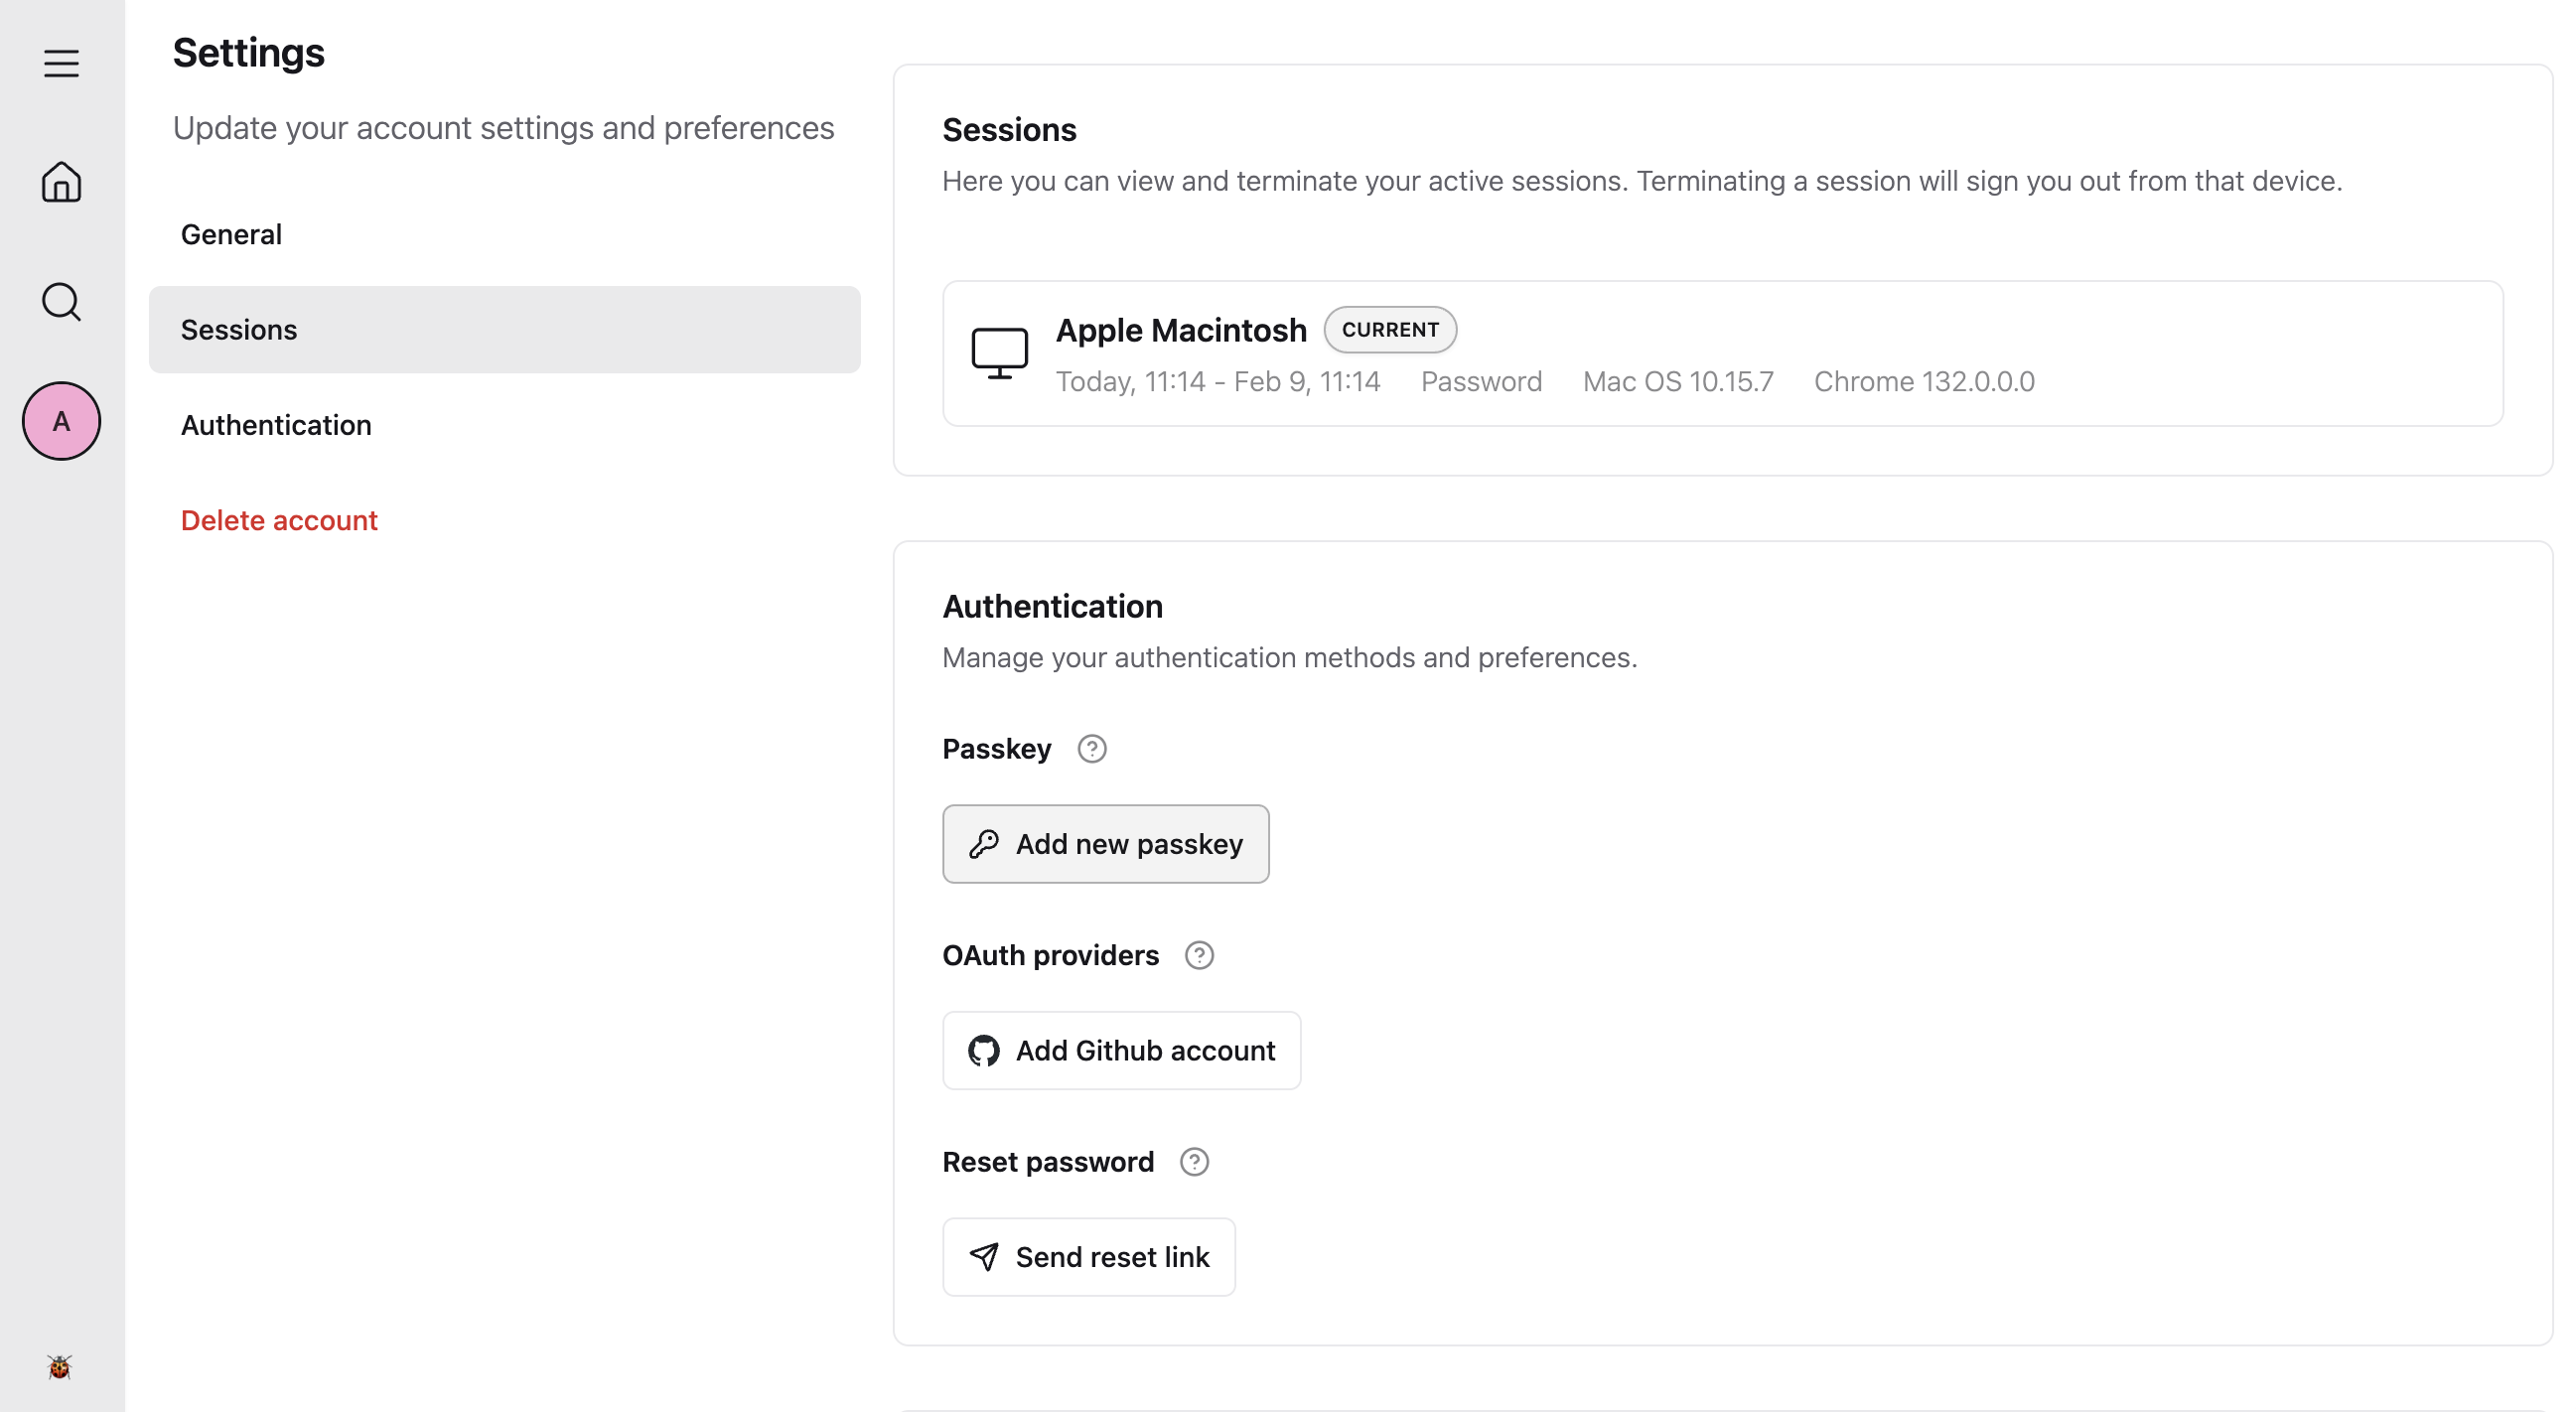 Settings
Update your account settings and preferences
General
Sessions
Authentication
Delete account
A
Sessions
Here you can view and terminate your active sessions. Terminating a session will sign you out from that device.
Apple Macintosh CURRENT
Today, 11:14 - Feb 9, 11:14 Password Mac OS 10.15.7 Chrome 132.0.0.0
Authentication
Manage your authentication methods and preferences.
Passkey ?
Add new passkey
OAuth providers ?
Add Github account
Reset password ?
Send reset link